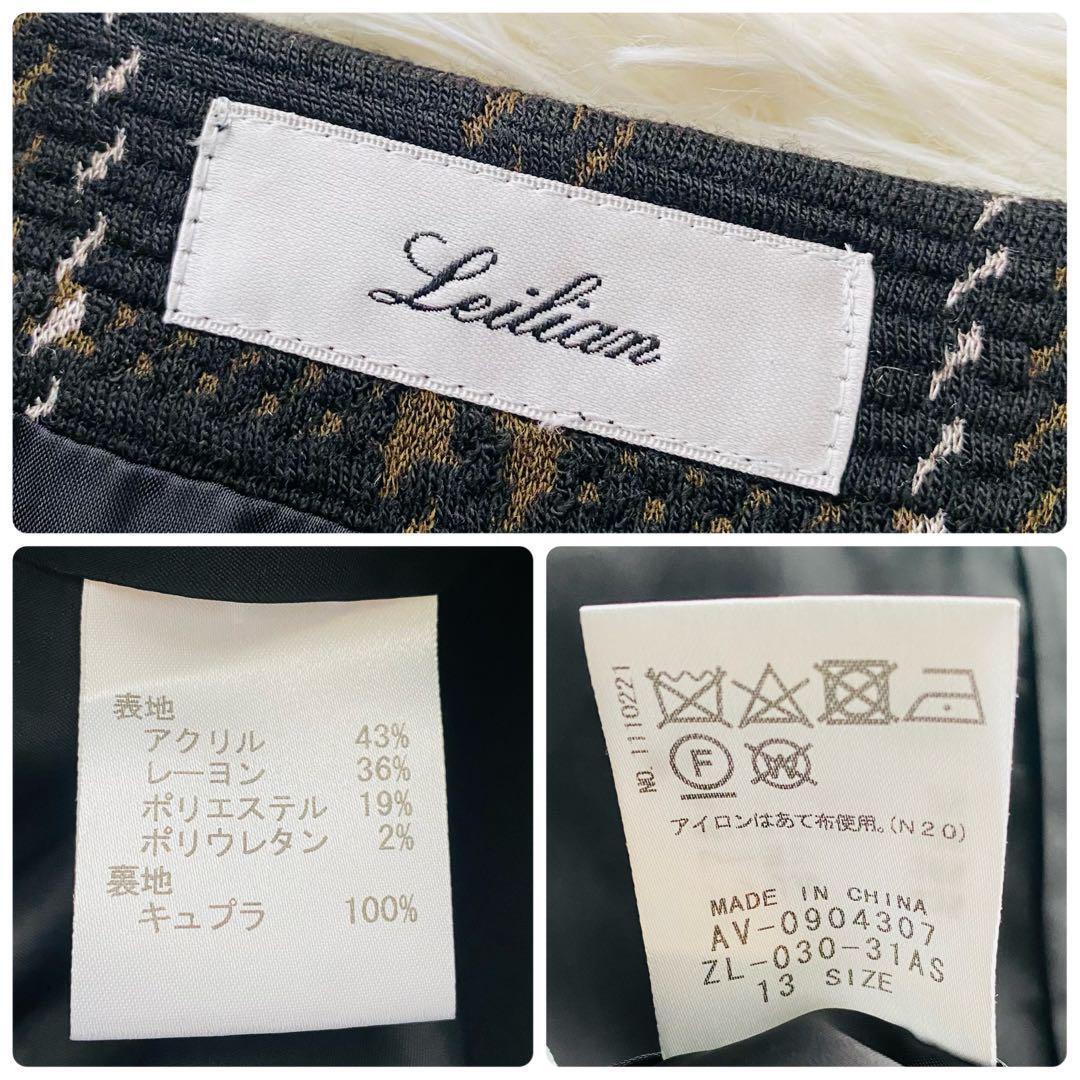 Leilian
表地
アクリル 43%
レーヨン 36%
ポリエステル 19%
ポリウレタン 2%
裏地
キュプラ 100%
NO. 1110221
F W
アイロンはあて布使用。(N20)
MADE IN CHINA
AV-0904307
ZL-030-31AS
13 SIZE